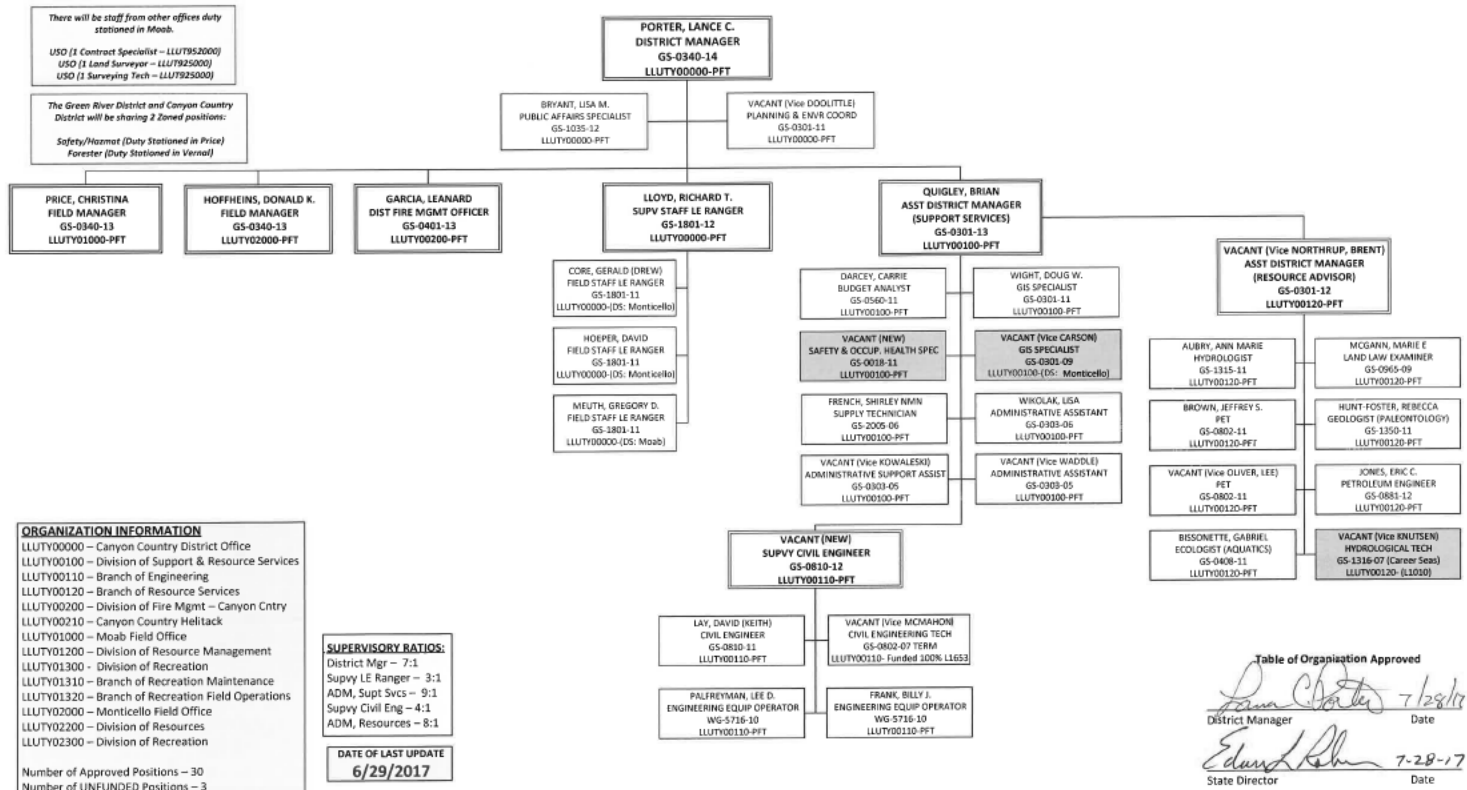 There will be staff from other offices duty
stationed in Moab.
USO (1 Contract Specialist – LLUT952000)
USO (1 Land Surveyor – LLUT925000)
USO (1 Surveying Tech – LLUT925000)
The Green River District and Canyon Country
District will be sharing 2 Zoned positions:
Safety/Hazmat (Duty Stationed in Price)
Forester (Duty Stationed in Vernal)
PORTER, LANCE C.
DISTRICT MANAGER
GS-0340-14
LLUTY00000-PFT
BRYANT, LISA M.
PUBLIC AFFAIRS SPECIALIST
GS-1035-12
LLUTY00000-PFT
VACANT (Vice DOOLITTLE)
PLANNING & ENVR COORD
GS-0301-11
LLUTY00000-PFT
PRICE, CHRISTINA
FIELD MANAGER
GS-0340-13
LLUTY01000-PFT
HOFFHEINS, DONALD K.
FIELD MANAGER
GS-0340-13
LLUTY02000-PFT
GARCIA, LEANARD
DIST FIRE MGMT OFFICER
GS-0401-13
LLUTY00200-PFT
LLOYD, RICHARD T.
SUPV STAFF LE RANGER
GS-1801-12
LLUTY00000-PFT
QUIGLEY, BRIAN
ASST DISTRICT MANAGER
(SUPPORT SERVICES)
GS-0301-13
LLUTY00100-PFT
VACANT (Vice NORTHRUP, BRENT)
ASST DISTRICT MANAGER
(RESOURCE ADVISOR)
GS-0301-12
LLUTY00120-PFT
CORE, GERALD (DREW)
FIELD STAFF LE RANGER
GS-1801-11
LLUTY00000-(DS: Monticello)
HOEPER, DAVID
FIELD STAFF LE RANGER
GS-1801-11
LLUTY00000-(DS: Monticello)
MEUTH, GREGORY D.
FIELD STAFF LE RANGER
GS-1801-11
LLUTY00000-(DS: Moab)
DARCEY, CARRIE
BUDGET ANALYST
GS-0560-11
LLUTY00100-PFT
WIGHT, DOUG W.
GIS SPECIALIST
GS-0301-11
LLUTY00100-PFT
VACANT (NEW)
SAFETY & OCCUP. HEALTH SPEC
GS-0018-11
LLUTY00100-PFT
VACANT (Vice CARSON)
GIS SPECIALIST
GS-0301-09
LLUTY00100-(DS: Monticello)
FRENCH, SHIRLEY NMN
SUPPLY TECHNICIAN
GS-2005-06
LLUTY00100-PFT
WIKOLAK, LISA
ADMINISTRATIVE ASSISTANT
GS-0303-06
LLUTY00100-PFT
VACANT (Vice KOWALESKI)
ADMINISTRATIVE SUPPORT ASSIST
GS-0303-05
LLUTY00100-PFT
VACANT (Vice WADDLE)
ADMINISTRATIVE ASSISTANT
GS-0303-05
LLUTY00100-PFT
AUBRY, ANN MARIE
HYDROLOGIST
GS-1315-11
LLUTY00120-PFT
MCGANN, MARIE E
LAND LAW EXAMINER
GS-0965-09
LLUTY00120-PFT
BROWN, JEFFREY S.
PET
GS-0802-11
LLUTY00120-PFT
HUNT-FOSTER, REBECCA
GEOLOGIST (PALEONTOLOGY)
GS-1350-11
LLUTY00120-PFT
VACANT (Vice OLIVER, LEE)
PET
GS-0802-11
LLUTY00120-PFT
JONES, ERIC C.
PETROLEUM ENGINEER
GS-0881-12
LLUTY00120-PFT
BISSONETTE, GABRIEL
ECOLOGIST (AQUATICS)
GS-0408-11
LLUTY00120-PFT
VACANT (Vice KNUTSEN)
HYDROLOGICAL TECH
GS-1316-07 (Career Seas)
LLUTY00120- (L1010)
VACANT (NEW)
SUPVY CIVIL ENGINEER
GS-0810-12
LLUTY00110-PFT
LAY, DAVID (KEITH)
CIVIL ENGINEER
GS-0810-11
LLUTY00110-PFT
VACANT (Vice MCMAHON)
CIVIL ENGINEERING TECH
GS-0802-07 TERM
LLUTY00110- Funded 100% L1653
PALFREYMAN, LEE D.
ENGINEERING EQUIP OPERATOR
WG-5716-10
LLUTY00110-PFT
FRANK, BILLY J.
ENGINEERING EQUIP OPERATOR
WG-5716-10
LLUTY00110-PFT
ORGANIZATION INFORMATION
LLUTY00000 – Canyon Country District Office
LLUTY00100 – Division of Support & Resource Services
LLUTY00110 – Branch of Engineering
LLUTY00120 – Branch of Resource Services
LLUTY00200 – Division of Fire Mgmt – Canyon Cntry
LLUTY00210 – Canyon Country Helitack
LLUTY01000 – Moab Field Office
LLUTY01200 – Division of Resource Management
LLUTY01300 - Division of Recreation
LLUTY01310 – Branch of Recreation Maintenance
LLUTY01320 – Branch of Recreation Field Operations
LLUTY02000 – Monticello Field Office
LLUTY02200 – Division of Resources
LLUTY02300 – Division of Recreation
Number of Approved Positions – 30
Number of UNFUNDED Positions – 3
SUPERVISORY RATIOS:
District Mgr – 7:1
Supvy LE Ranger – 3:1
ADM, Supt Svcs – 9:1
Supvy Civil Eng – 4:1
ADM, Resources – 8:1
DATE OF LAST UPDATE
6/29/2017
Table of Organization Approved
7/28/17
District Manager Date
7-28-17
State Director Date